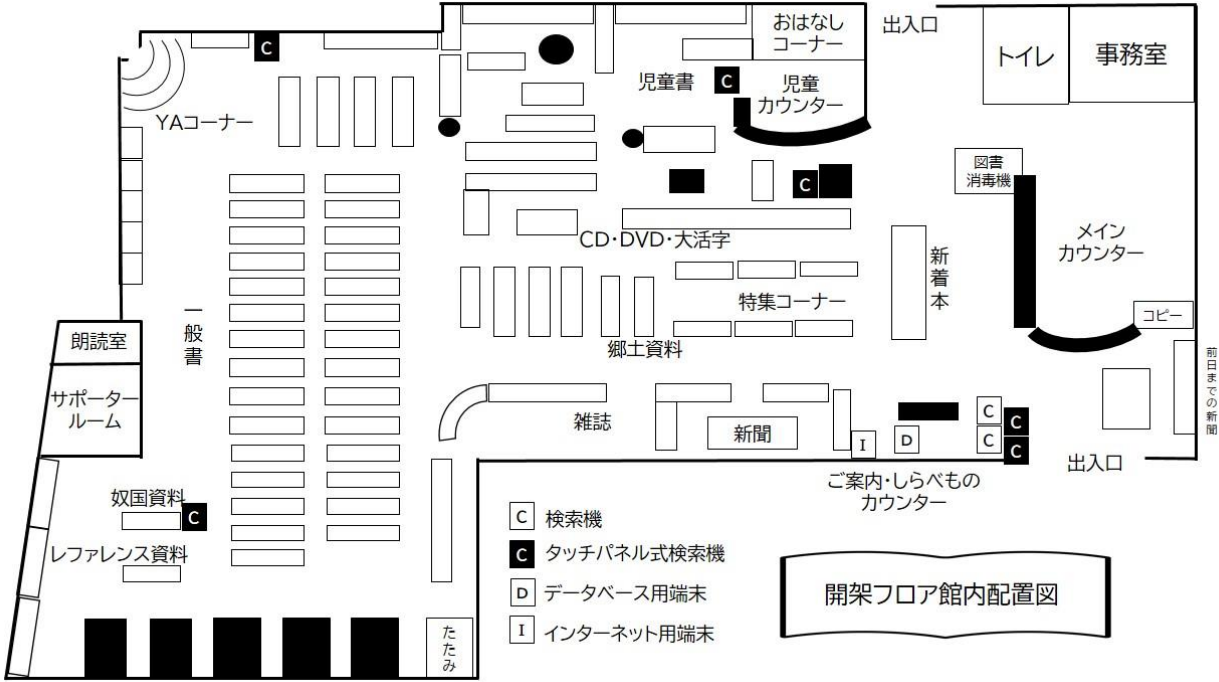 おはなし
コーナー
出入口
トイレ
事務室
C
児童書
C
児童
カウンター
YAコーナー
図書
消毒機
C
メイン
カウンター
CD・DVD・大活字
新着本
特集コーナー
コピー
一般書
郷土資料
朗読室
前日までの新聞
サポーター
ルーム
雑誌
新聞
I
D
C
C
C
C
出入口
ご案内・しらべもの
カウンター
奴国資料
C
レファレンス資料
C 検索機
C タッチパネル式検索機
D データベース用端末
I インターネット用端末
開架フロア館内配置図
たたみ